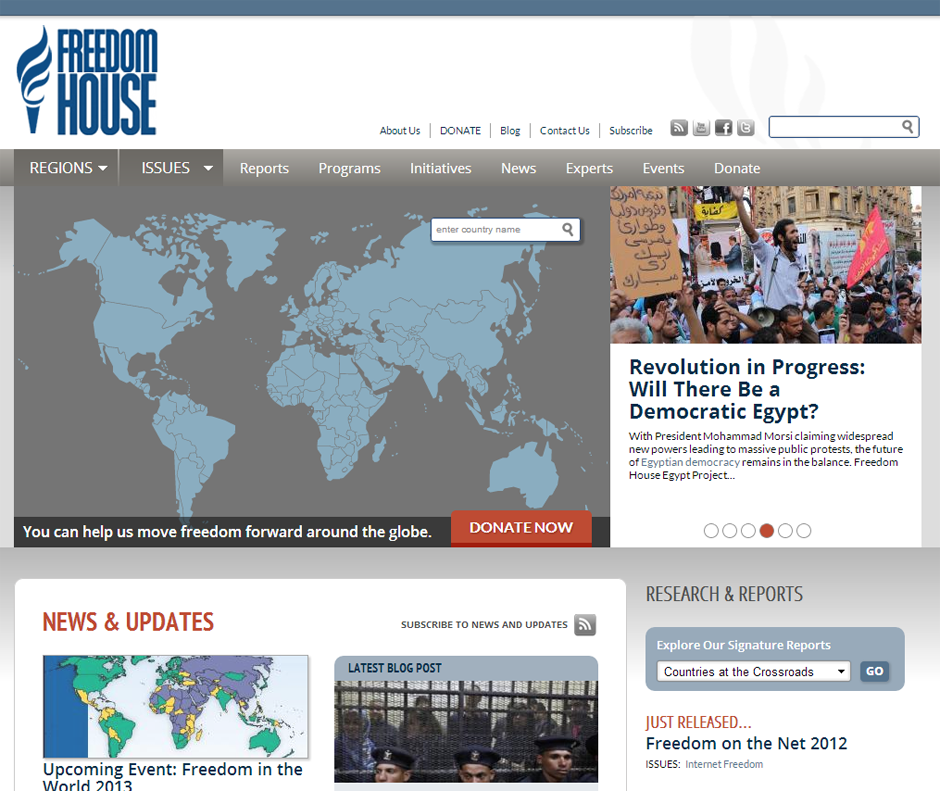 FREEDOM
HOUSE
About Us
DONATE
Blog
Contact Us
Subscribe
REGIONS
ISSUES
Reports
Programs
Initiatives
News
Experts
Events
Donate
enter country name
كفاية
وطوارئ
مبارك
Revolution in Progress:
Will There Be a
Democratic Egypt?
With President Mohammad Morsi claiming widespread
new powers leading to massive public protests, the future
of Egyptian democracy remains in the balance. Freedom
House Egypt Project...
You can help us move freedom forward around the globe.
DONATE NOW
NEWS & UPDATES
SUBSCRIBE TO NEWS AND UPDATES
LATEST BLOG POST
Upcoming Event: Freedom in the
World 2013
RESEARCH & REPORTS
Explore Our Signature Reports
Countries at the Crossroads
GO
JUST RELEASED...
Freedom on the Net 2012
ISSUES: Internet Freedom